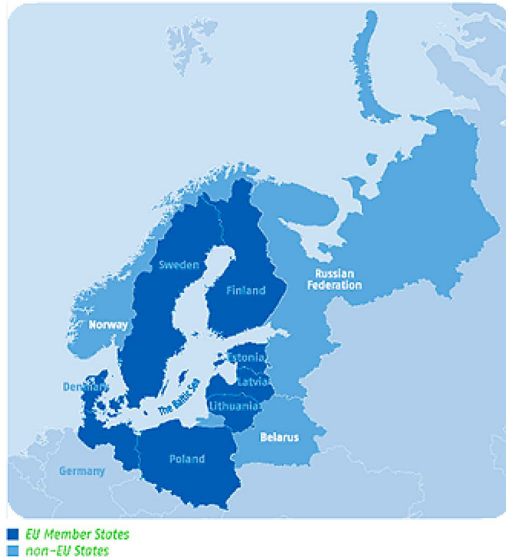 Sweden
Finland
Russian
Federation
Norway
Estonia
Denmark
Latvia
The Baltic Sea
Lithuania
Belarus
Poland
Germany
EU Member States
non-EU States